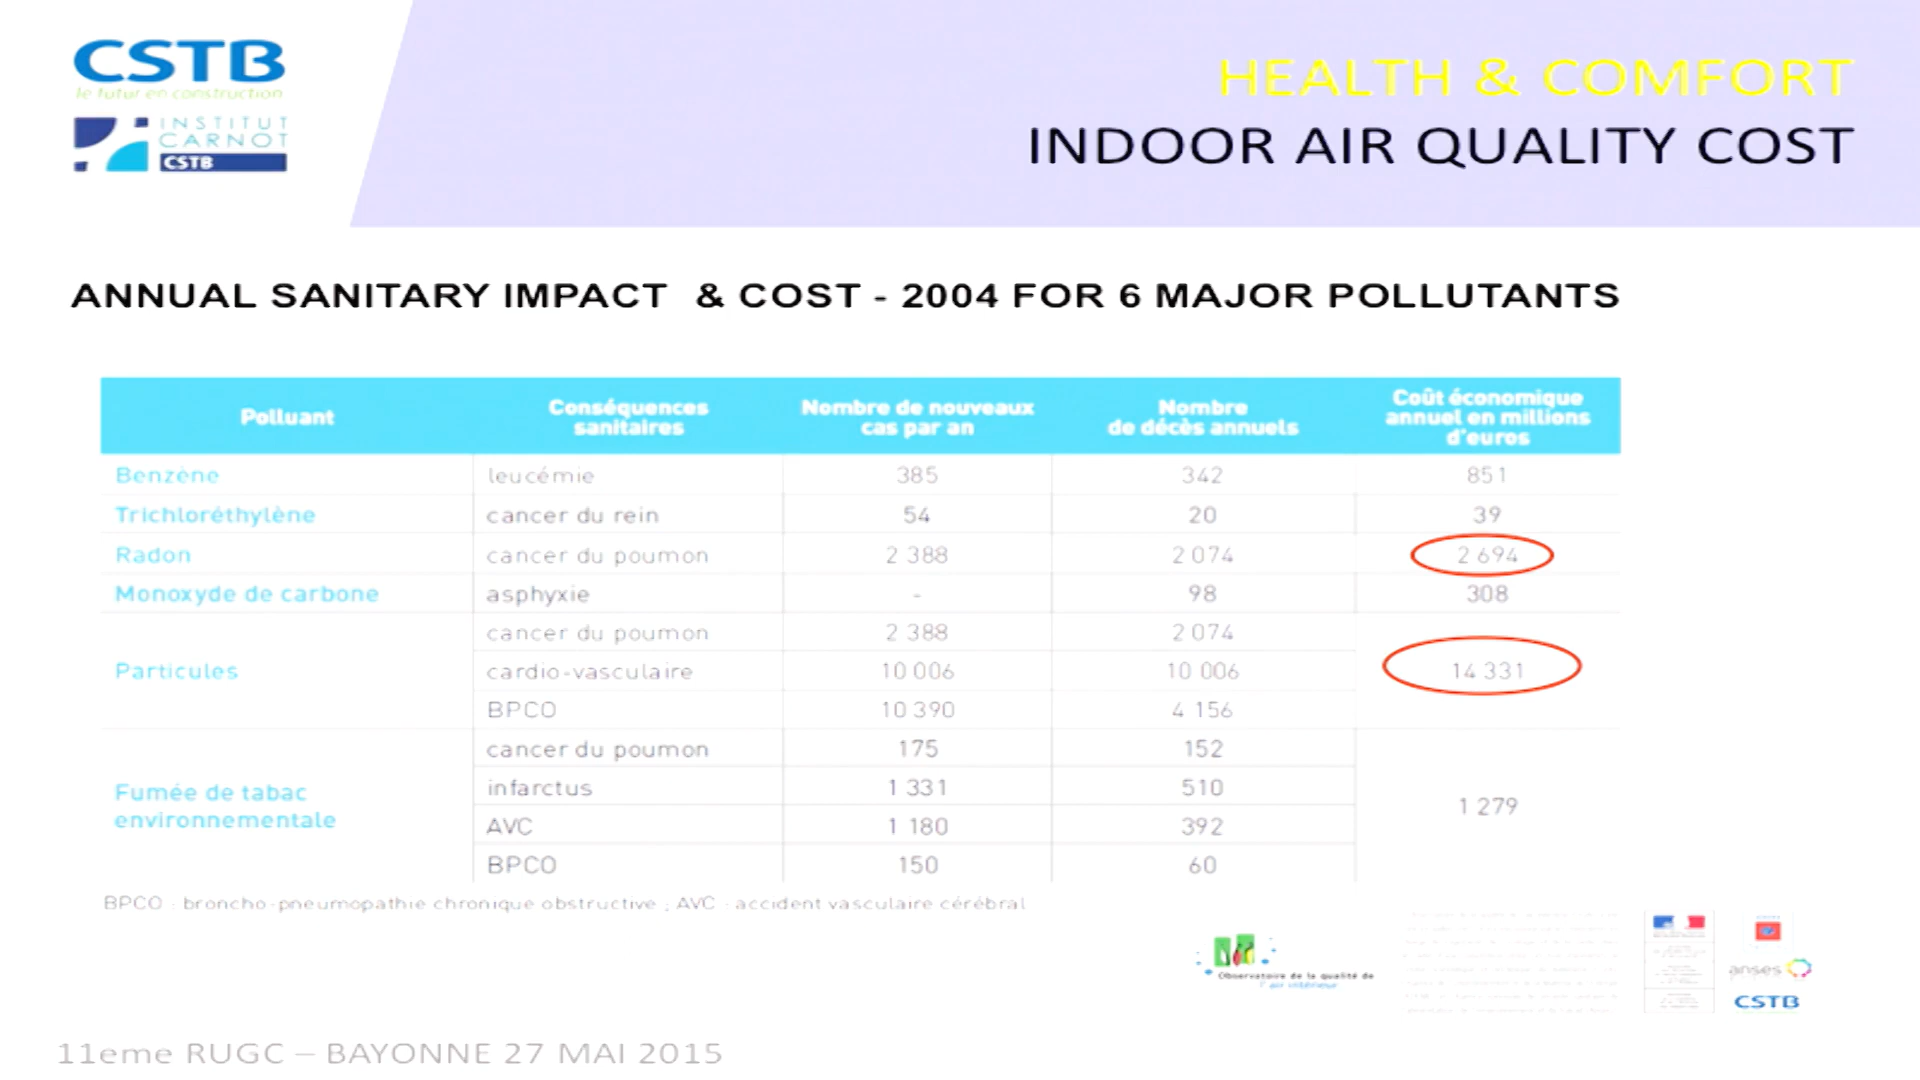 CSTB
le futur en construction
INSTITUT
CARNOT
CSTB
HEALTH & COMFORT
INDOOR AIR QUALITY COST
ANNUAL SANITARY IMPACT & COST - 2004 FOR 6 MAJOR POLLUTANTS
Polluant
Conséquences
sanitaires
Nombre de nouveaux
cas par an
Nombre
de décès annuels
Coût économique
annuel en millions
d'euros
Benzène leucémie 385 342 851
Trichloréthylène cancer du rein 54 20 39
Radon cancer du poumon 2 388 2 074 2 694
Monoxyde de carbone asphyxie - 98 308
Particules
cancer du poumon 2 388 2 074
cardio-vasculaire 10 006 10 006 14 331
BPCO 10 390 4 156
Fumée de tabac
environnementale
cancer du poumon 175 152
infarctus 1 331 510
AVC 1 180 392
BPCO 150 60
1 279
BPCO : broncho-pneumopathie chronique obstructive ; AVC : accident vasculaire cérébral
Observatoire de la qualité de
l'air intérieur
anses
CSTB
11eme RUGC – BAYONNE 27 MAI 2015